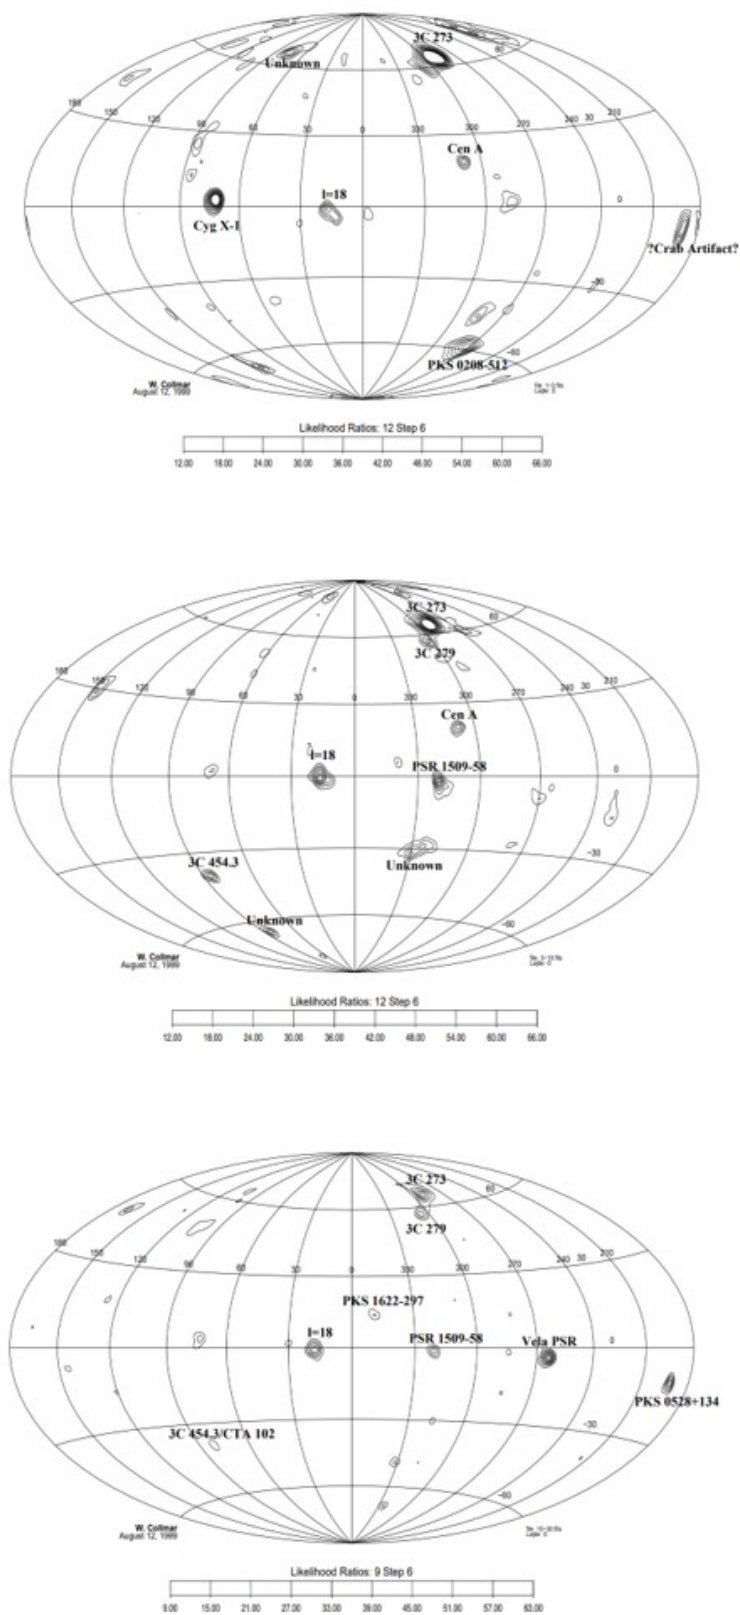 3C 273
Unknown
60
180
150
120
90
60
30
0
330
300
270
240
30
210
Cen A
l=18
0
Cyg X-1
?Crab Artifact?
-60
PKS 0208-512
W. Collmar
August 12, 1999
Likelihood Ratios: 12 Step 6
12.00 18.00 24.00 30.00 36.00 42.00 48.00 54.00 60.00 66.00
3C 273
60
3C 279
180
150
120
90
60
30
0
330
300
270
240
30
210
Cen A
l=18
PSR 1509-58
0
Unknown
-30
3C 454.3
Unknown
-60
W. Collmar
August 12, 1999
Likelihood Ratios: 12 Step 6
12.00 18.00 24.00 30.00 36.00 42.00 48.00 54.00 60.00 66.00
3C 273
60
3C 279
180
150
120
90
60
30
0
330
300
270
240
30
210
PKS 1622-297
l=18
PSR 1509-58
Vela PSR
0
PKS 0528+134
-30
3C 454.3/CTA 102
-60
W. Collmar
August 12, 1999
Likelihood Ratios: 9 Step 6
9.00 15.00 21.00 27.00 33.00 39.00 45.00 51.00 57.00 63.00